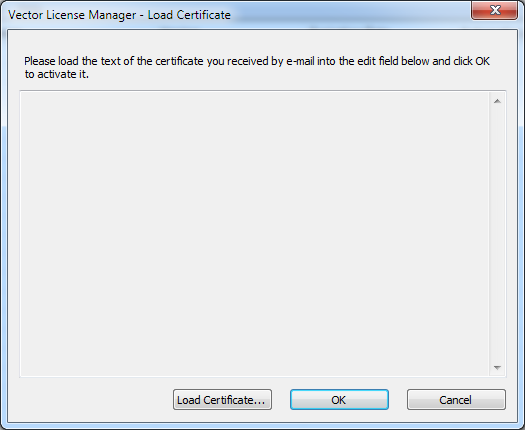 Vector License Manager - Load Certificate
Please load the text of the certificate you received by e-mail into the edit field below and click OK
to activate it.
Load Certificate...
OK
Cancel